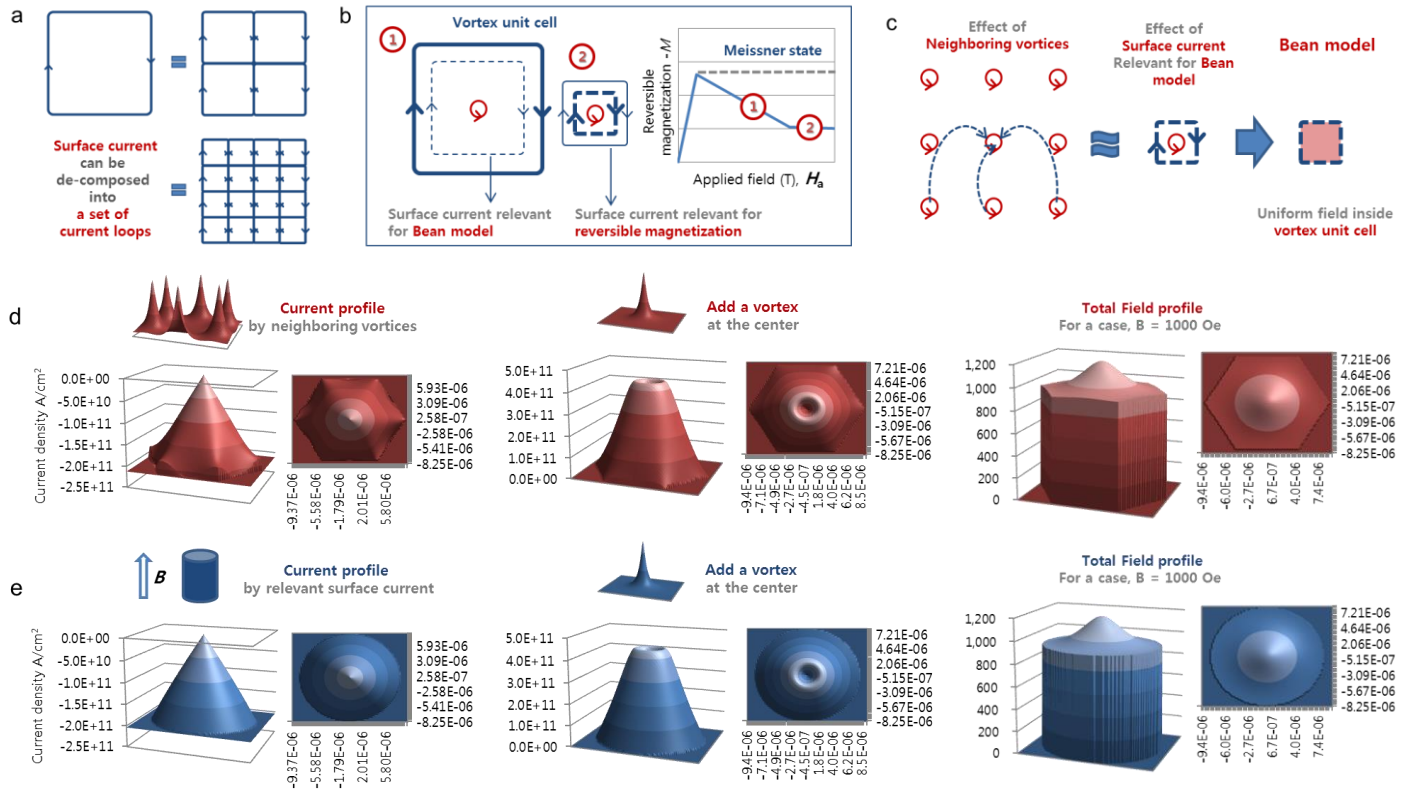 a
Surface current
can be
de-composed
into
a set of
current loops
b
Vortex unit cell
1
2
Surface current relevant
for Bean model
Surface current relevant for
reversible magnetization
Reversible
magnetization -M
Meissner state
1
2
Applied field (T), Ha
c
Effect of
Neighboring vortices
Effect of
Surface current
Relevant for Bean
model
Bean model
Uniform field inside
vortex unit cell
d
Current profile
by neighboring vortices
Current density A/cm²
0.0E+00
-5.0E+10
-1.0E+11
-1.5E+11
-2.0E+11
-2.5E+11
5.93E-06
3.09E-06
2.58E-07
-2.58E-06
-5.41E-06
-8.25E-06
-9.37E-06
-5.58E-06
-1.79E-06
2.01E-06
5.80E-06
Add a vortex
at the center
5.0E+11
4.0E+11
3.0E+11
2.0E+11
1.0E+11
0.0E+00
7.21E-06
4.64E-06
2.06E-06
-5.15E-07
-3.09E-06
-5.67E-06
-8.25E-06
-9.4E-06
-7.1E-06
-4.9E-06
-2.7E-06
-4.5E-07
1.8E-06
4.0E-06
6.2E-06
8.5E-06
Total Field profile
For a case, B = 1000 Oe
1,200
1,000
800
600
400
200
0
7.21E-06
4.64E-06
2.06E-06
-5.15E-07
-3.09E-06
-5.67E-06
-8.25E-06
-9.4E-06
-6.0E-06
-2.7E-06
6.7E-07
4.0E-06
7.4E-06
e
B
Current profile
by relevant surface current
Current density A/cm²
0.0E+00
-5.0E+10
-1.0E+11
-1.5E+11
-2.0E+11
-2.5E+11
5.93E-06
3.09E-06
2.58E-07
-2.58E-06
-5.41E-06
-8.25E-06
-9.37E-06
-5.58E-06
-1.79E-06
2.01E-06
5.80E-06
Add a vortex
at the center
5.0E+11
4.0E+11
3.0E+11
2.0E+11
1.0E+11
0.0E+00
7.21E-06
4.64E-06
2.06E-06
-5.15E-07
-3.09E-06
-5.67E-06
-8.25E-06
-9.4E-06
-7.1E-06
-4.9E-06
-2.7E-06
-4.5E-07
1.8E-06
4.0E-06
6.2E-06
8.5E-06
Total Field profile
For a case, B = 1000 Oe
1,200
1,000
800
600
400
200
0
7.21E-06
4.64E-06
2.06E-06
-5.15E-07
-3.09E-06
-5.67E-06
-8.25E-06
-9.4E-06
-6.0E-06
-2.7E-06
6.7E-07
4.0E-06
7.4E-06